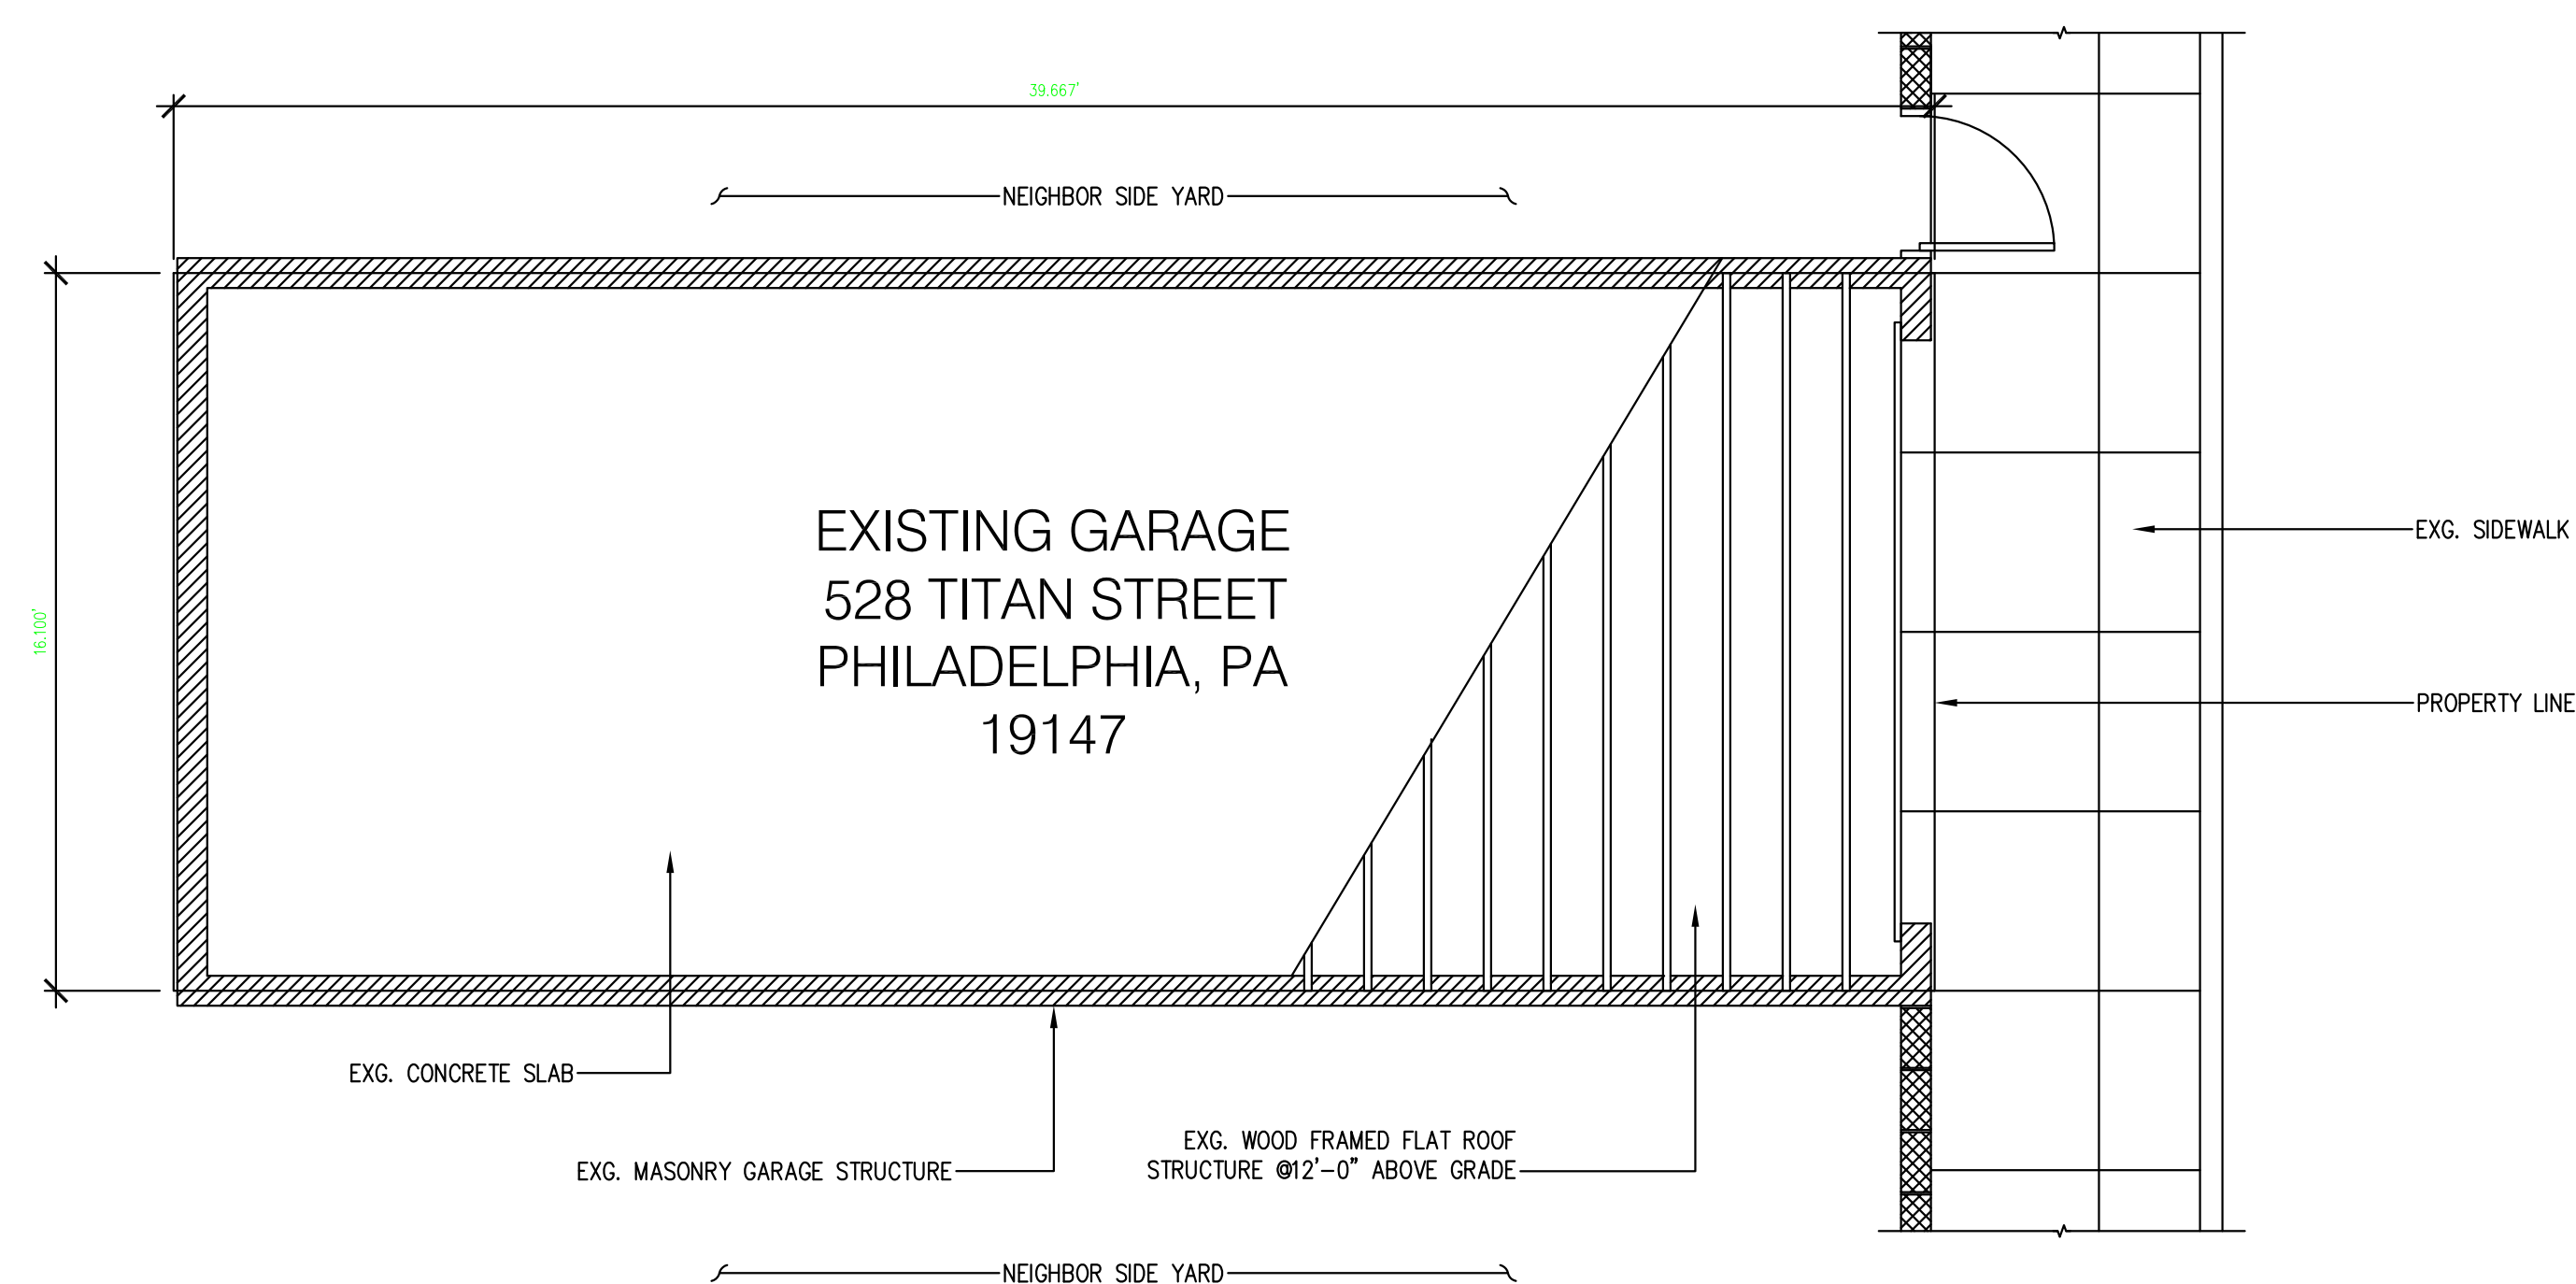 39.667'
NEIGHBOR SIDE YARD
EXISTING GARAGE
528 TITAN STREET
PHILADELPHIA, PA
19147
16.100'
EXG. SIDEWALK
PROPERTY LINE
EXG. CONCRETE SLAB
EXG. MASONRY GARAGE STRUCTURE
EXG. WOOD FRAMED FLAT ROOF
STRUCTURE @12'-0" ABOVE GRADE
NEIGHBOR SIDE YARD